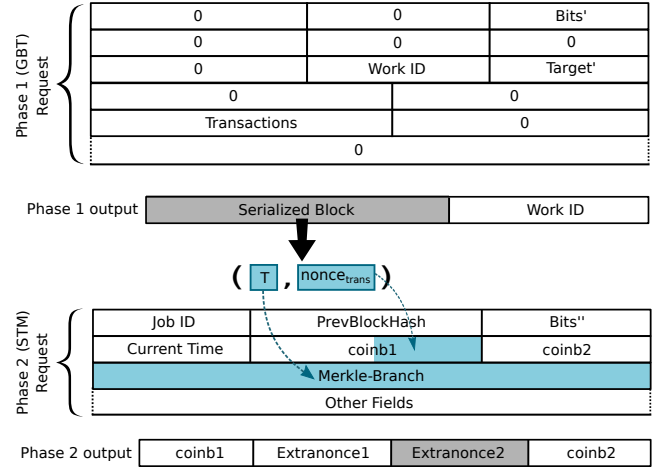 Phase 1 (GBT)
Request
0 0 Bits'
0 0 0
0 Work ID Target'
0 0
Transactions 0
0
Phase 1 output Serialized Block Work ID
( T , nonce_trans )
Phase 2 (STM)
Request
Job ID PrevBlockHash Bits''
Current Time coinb1 coinb2
Merkle-Branch
Other Fields
Phase 2 output coinb1 Extranonce1 Extranonce2 coinb2